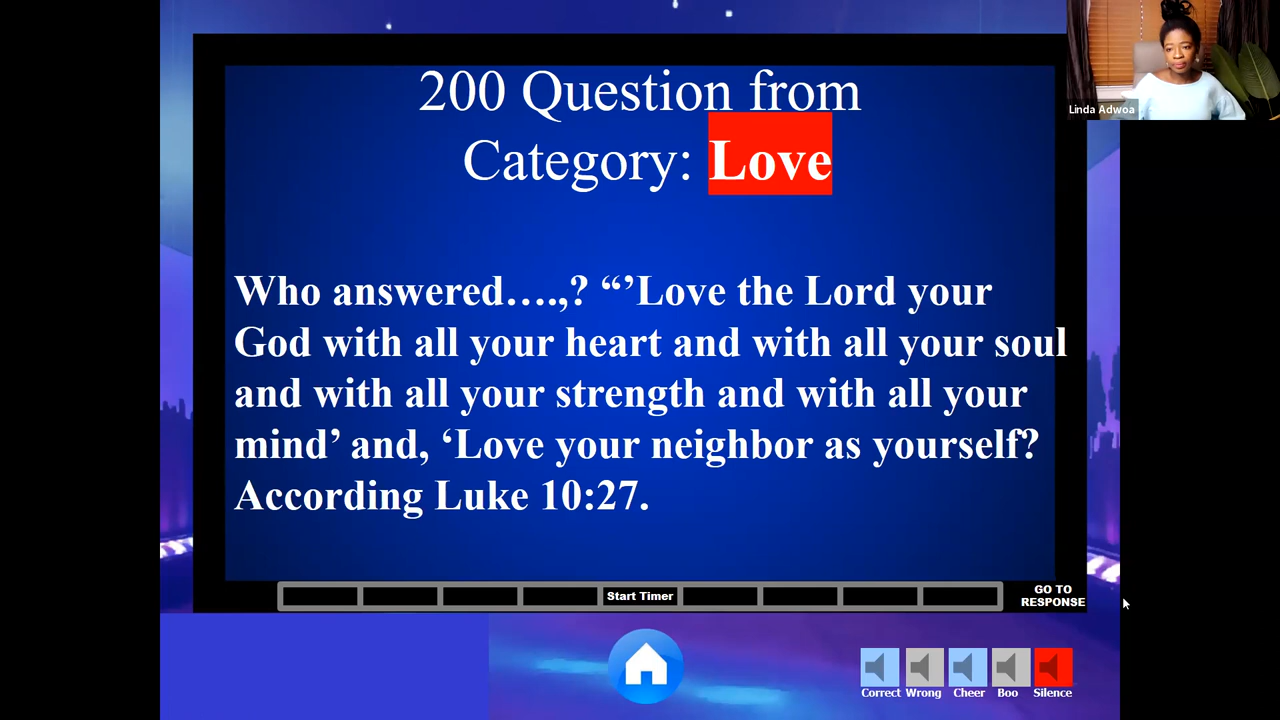 200 Question from
Category: Love
Linda Adwoa
Who answered….,? “’Love the Lord your
God with all your heart and with all your soul
and with all your strength and with all your
mind’ and, ‘Love your neighbor as yourself?
According Luke 10:27.
Start Timer
GO TO
RESPONSE
Correct Wrong Cheer Boo Silence